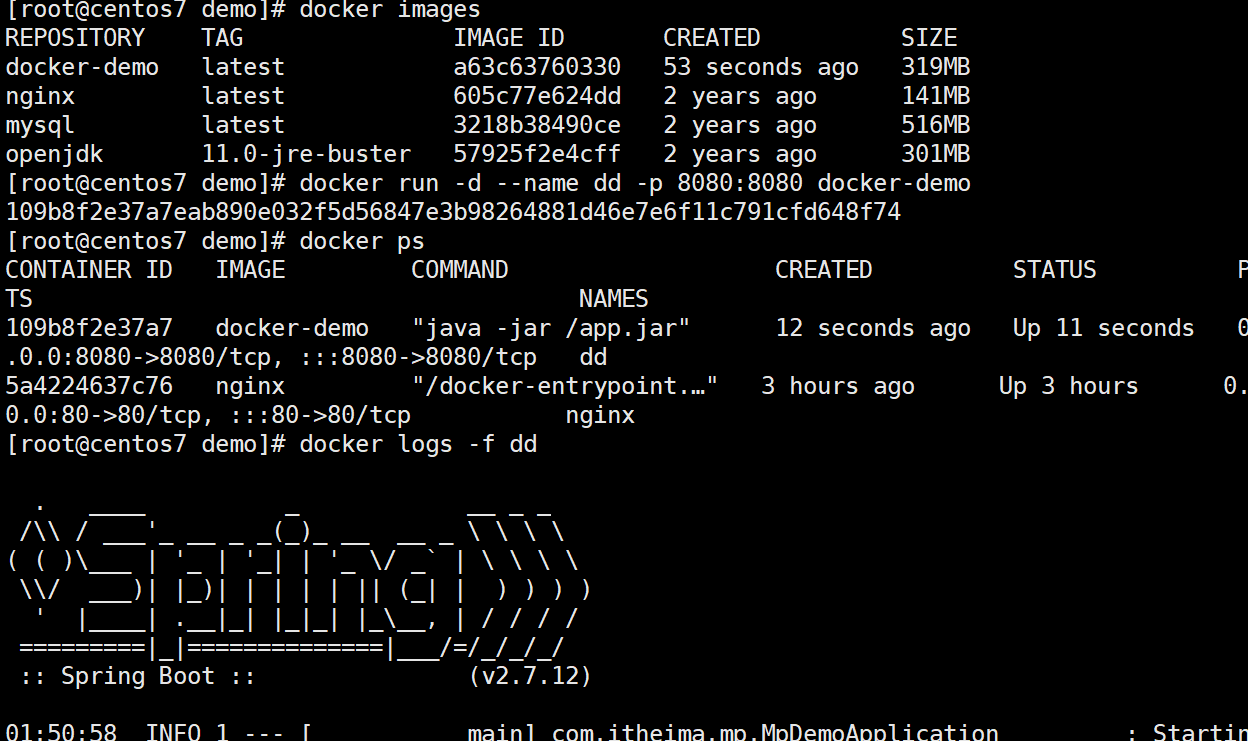 [root@centos7 demo]# docker images
REPOSITORY    TAG               IMAGE ID       CREATED          SIZE
docker-demo   latest            a63c63760330   53 seconds ago   319MB
nginx         latest            605c77e624dd   2 years ago      141MB
mysql         latest            3218b38490ce   2 years ago      516MB
openjdk       11.0-jre-buster   57925f2e4cff   2 years ago      301MB
[root@centos7 demo]# docker run -d --name dd -p 8080:8080 docker-demo
109b8f2e37a7eab890e032f5d56847e3b98264881d46e7e6f11c791cfd648f74
[root@centos7 demo]# docker ps
CONTAINER ID   IMAGE         COMMAND                   CREATED          STATUS          P
TS                                       NAMES
109b8f2e37a7   docker-demo   "java -jar /app.jar"      12 seconds ago   Up 11 seconds   0
.0.0:8080->8080/tcp, :::8080->8080/tcp   dd
5a4224637c76   nginx         "/docker-entrypoint.…"   3 hours ago      Up 3 hours      0.
0.0:80->80/tcp, :::80->80/tcp           nginx
[root@centos7 demo]# docker logs -f dd

  .   ____          _            __ _ _
 /\\ / ___'_ __ _ _(_)_ __  __ _ \ \ \ \
( ( )\___ | '_ | '_| | '_ \/ _` | \ \ \ \
 \\/  ___)| |_)| | | | | || (_| |  ) ) ) )
  '  |____| .__|_| |_|_| |_\__, | / / / /
 =========|_|==============|___/=/_/_/_/
 :: Spring Boot ::               (v2.7.12)

01:50:58  INFO 1 --- [           main] com.itheima.mp.MpDemoApplication         : Startin